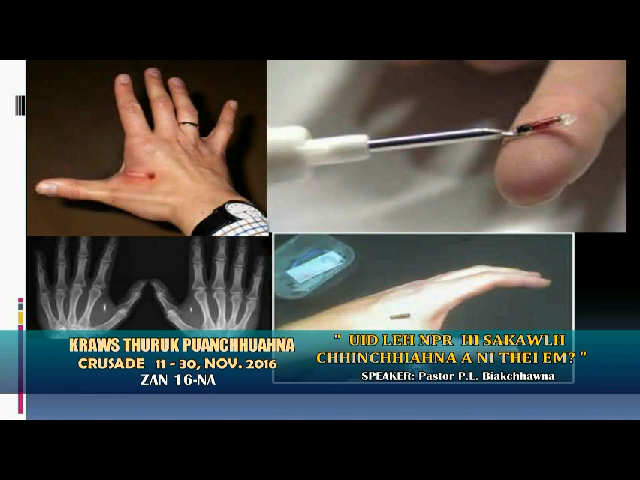 KRAWS THURUK PUANCHHUAHNA
CRUSADE 11 - 30, NOV. 2016
ZAN 16-NA
" UID LEH NPR HI SAKAWLH
CHHINCHHIAHNA A NI THEI EM? "
SPEAKER: Pastor P.L. Biakchhawna